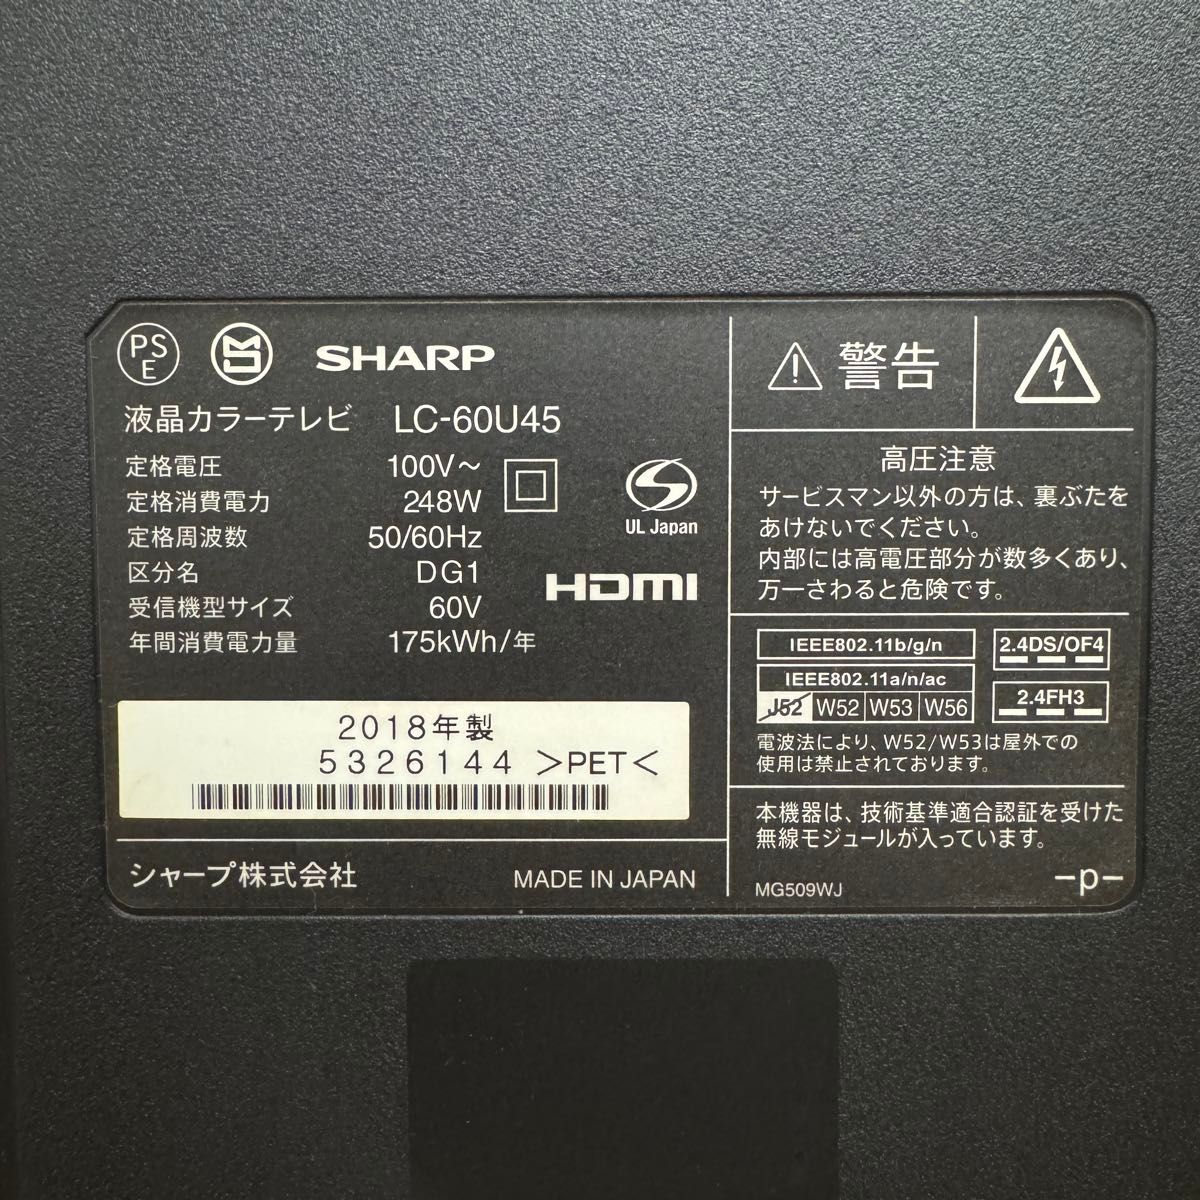 PS
E
SHARP
液晶カラーテレビ LC-60U45
定格電圧 100V～
定格消費電力 248W
定格周波数 50/60Hz
区分名 DG1
受信機型サイズ 60V
年間消費電力量 175kWh/年
UL Japan
HDMI
2018年製
5326144 >PET<
シャープ株式会社 MADE IN JAPAN
警告
高圧注意
サービスマン以外の方は、裏ぶたを
あけないでください。
内部には高電圧部分が数多くあり、
万一さわると危険です。
IEEE802.11b/g/n
IEEE802.11a/n/ac
J52 W52 W53 W56
2.4DS/OF4
2.4FH3
電波法により、W52/W53は屋外での
使用は禁止されております。
本機器は、技術基準適合認証を受けた
無線モジュールが入っています。
MG509WJ -p-